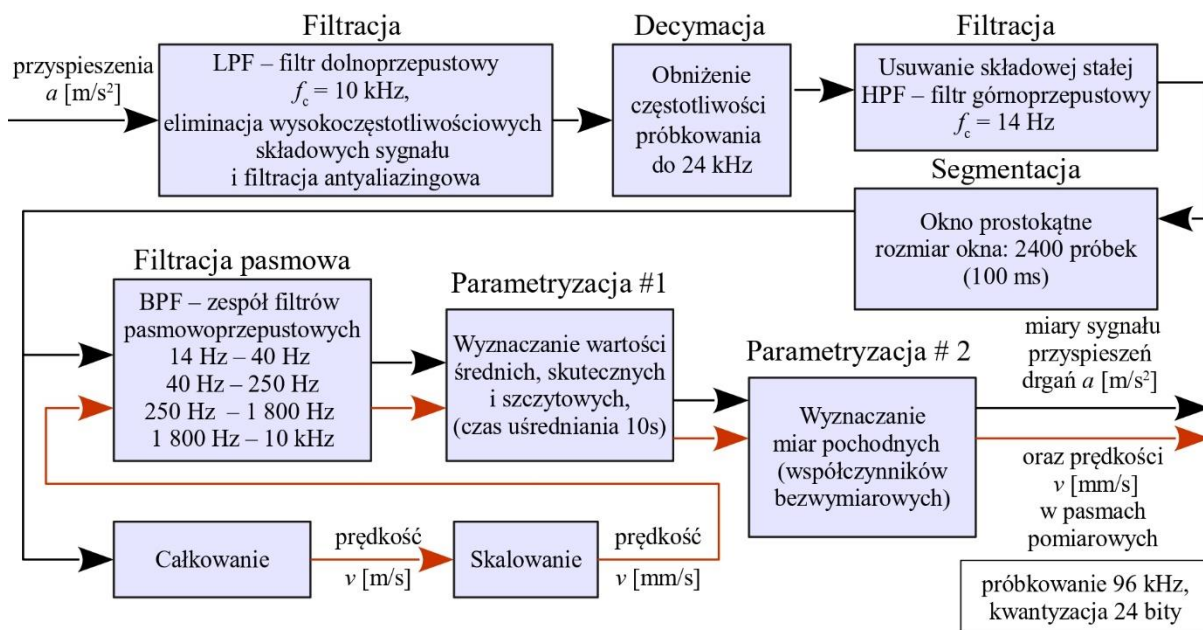 Filtracja
Decymacja
Filtracja
przyspieszenia
a [m/s²]
LPF – filtr dolnoprzepustowy
f_c = 10 kHz,
eliminacja wysokoczęstotliwościowych
składowych sygnału
i filtracja antyaliazingowa
Obniżenie
częstotliwości
próbkowania
do 24 kHz
Usuwanie składowej stałej
HPF – filtr górnoprzepustowy
f_c = 14 Hz
Segmentacja
Okno prostokątne
rozmiar okna: 2400 próbek
(100 ms)
Filtracja pasmowa
BPF – zespół filtrów
pasmowoprzepustowych
14 Hz – 40 Hz
40 Hz – 250 Hz
250 Hz – 1 800 Hz
1 800 Hz – 10 kHz
Parametryzacja #1
Wyznaczanie wartości
średnich, skutecznych
i szczytowych,
(czas uśredniania 10s)
Parametryzacja # 2
Wyznaczanie
miar pochodnych
(współczynników
bezwymiarowych)
miary sygnału
przyspieszeń
drgań a [m/s²]
oraz prędkości
v [mm/s]
w pasmach
pomiarowych
Całkowanie
prędkość
v [m/s]
Skalowanie
prędkość
v [mm/s]
próbkowanie 96 kHz,
kwantyzacja 24 bity